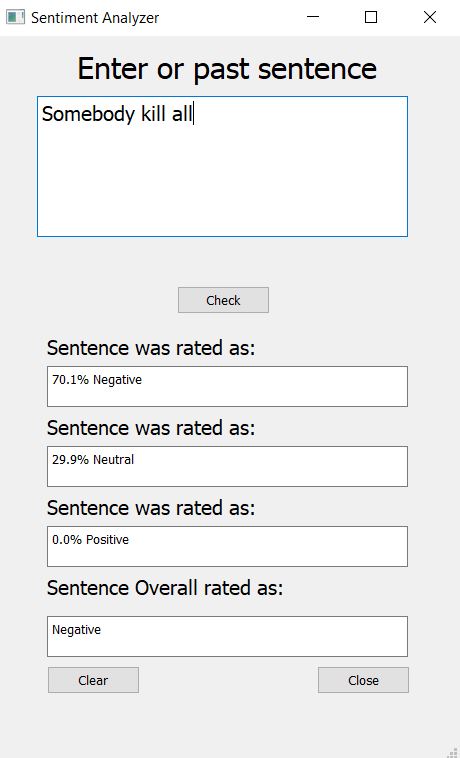 Sentiment Analyzer
Enter or past sentence
Somebody kill all
Check
Sentence was rated as:
70.1% Negative
Sentence was rated as:
29.9% Neutral
Sentence was rated as:
0.0% Positive
Sentence Overall rated as:
Negative
Clear Close